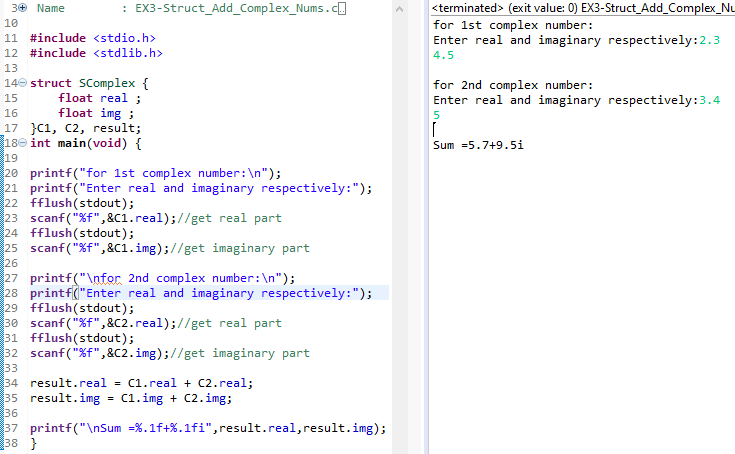 3 Name : EX3-Struct_Add_Complex_Nums.c
10
11 #include <stdio.h>
12 #include <stdlib.h>
13
14 struct SComplex {
15 float real ;
16 float img ;
17 }C1, C2, result;
18 int main(void) {
19
20 printf("for 1st complex number:\n");
21 printf("Enter real and imaginary respectively:");
22 fflush(stdout);
23 scanf("%f",&C1.real);//get real part
24 fflush(stdout);
25 scanf("%f",&C1.img);//get imaginary part
26
27 printf("\nfor 2nd complex number:\n");
28 printf("Enter real and imaginary respectively:");
29 fflush(stdout);
30 scanf("%f",&C2.real);//get real part
31 fflush(stdout);
32 scanf("%f",&C2.img);//get imaginary part
33
34 result.real = C1.real + C2.real;
35 result.img = C1.img + C2.img;
36
37 printf("\nSum =%.1f+%.1fi",result.real,result.img);
38 }
<terminated> (exit value: 0) EX3-Struct_Add_Complex_Nu
for 1st complex number:
Enter real and imaginary respectively:2.3
4.5
for 2nd complex number:
Enter real and imaginary respectively:3.4
5
Sum =5.7+9.5i